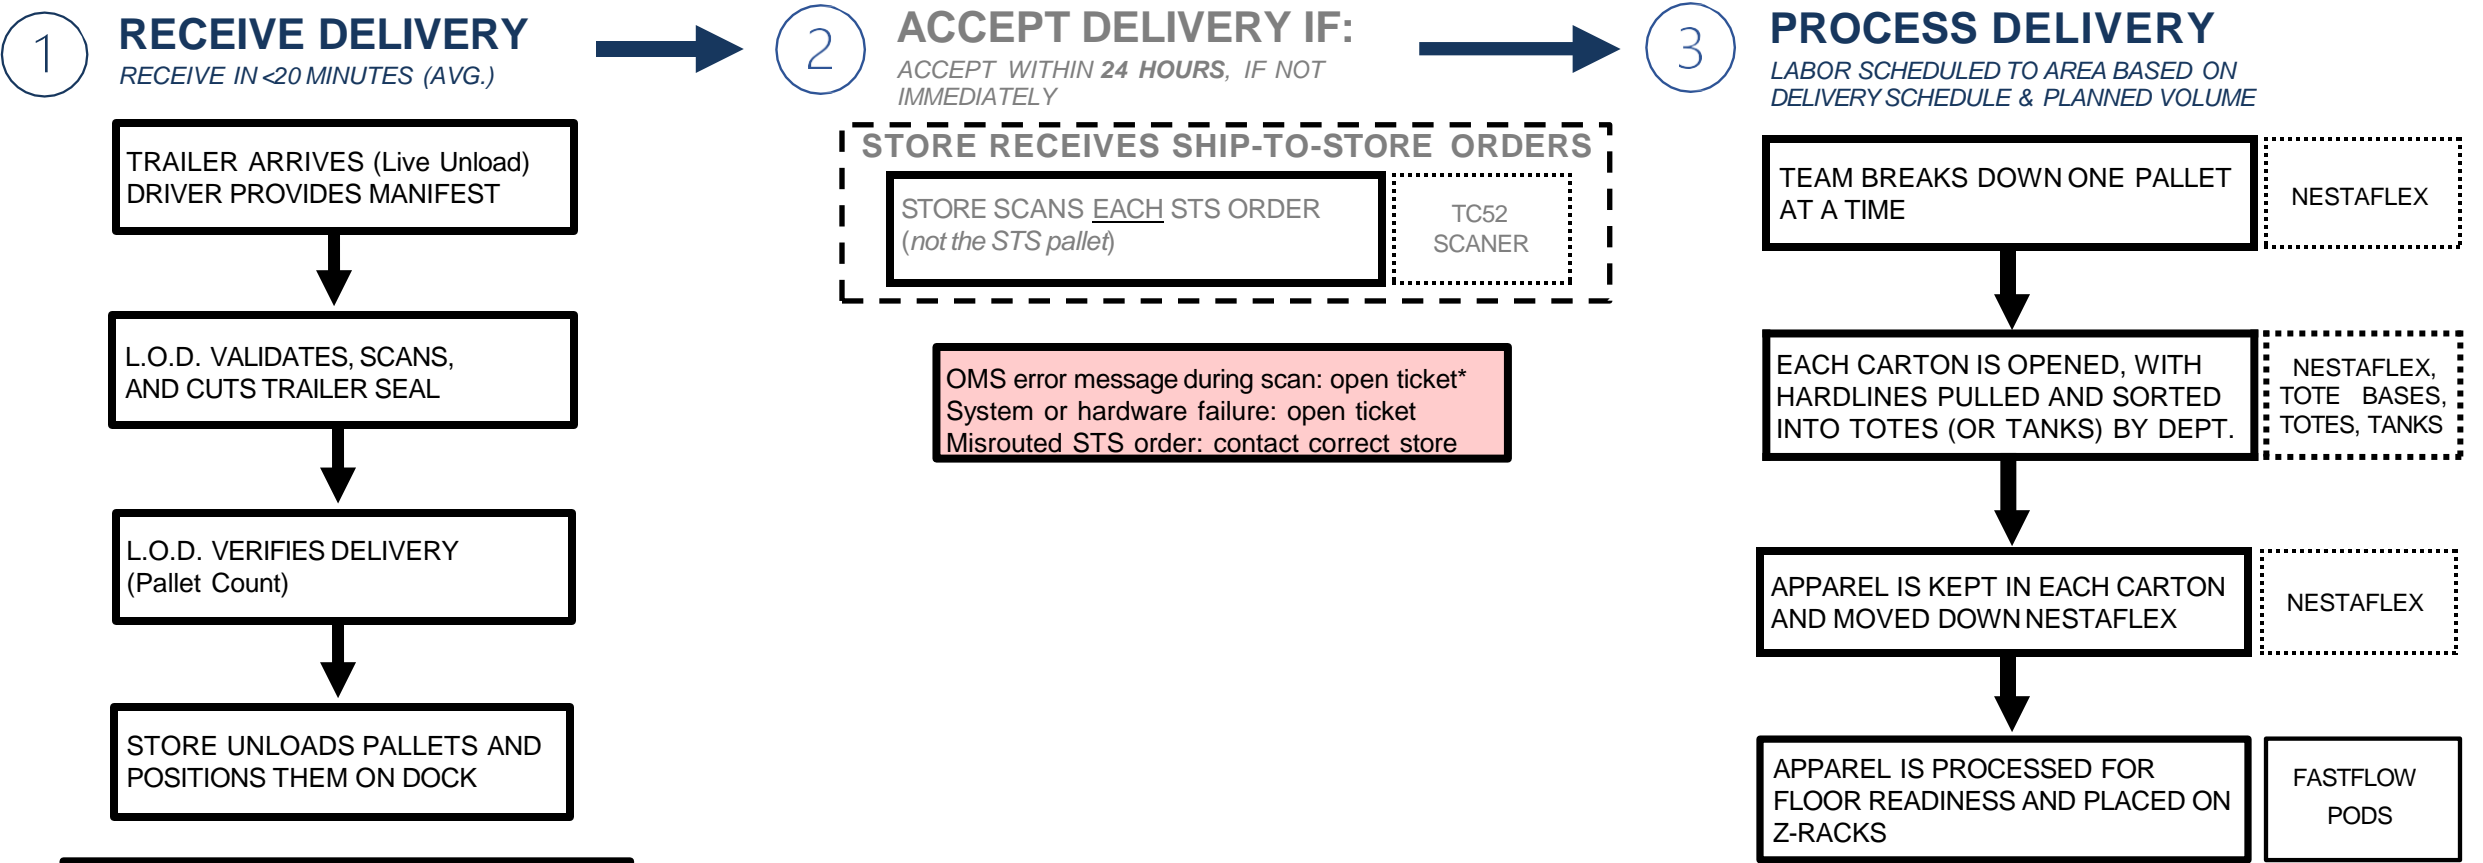 1
RECEIVE DELIVERY
RECEIVE IN <20 MINUTES (AVG.)
TRAILER ARRIVES (Live Unload)
DRIVER PROVIDES MANIFEST
L.O.D. VALIDATES, SCANS,
AND CUTS TRAILER SEAL
L.O.D. VERIFIES DELIVERY
(Pallet Count)
STORE UNLOADS PALLETS AND
POSITIONS THEM ON DOCK
2
ACCEPT DELIVERY IF:
ACCEPT WITHIN 24 HOURS, IF NOT
IMMEDIATELY
STORE RECEIVES SHIP-TO-STORE ORDERS
STORE SCANS EACH STS ORDER
(not the STS pallet)
TC52
SCANER
OMS error message during scan: open ticket*
System or hardware failure: open ticket
Misrouted STS order: contact correct store
3
PROCESS DELIVERY
LABOR SCHEDULED TO AREA BASED ON
DELIVERY SCHEDULE & PLANNED VOLUME
TEAM BREAKS DOWN ONE PALLET
AT A TIME
NESTAFLEX
EACH CARTON IS OPENED, WITH
HARDLINES PULLED AND SORTED
INTO TOTES (OR TANKS) BY DEPT.
NESTAFLEX,
TOTE BASES,
TOTES, TANKS
APPAREL IS KEPT IN EACH CARTON
AND MOVED DOWN NESTAFLEX
NESTAFLEX
APPAREL IS PROCESSED FOR
FLOOR READINESS AND PLACED ON
Z-RACKS
FASTFLOW
PODS